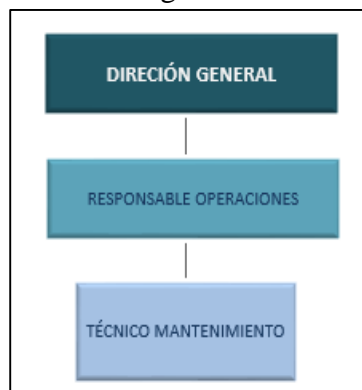 DIRECIÓN GENERAL
RESPONSABLE OPERACIONES
TÉCNICO MANTENIMIENTO